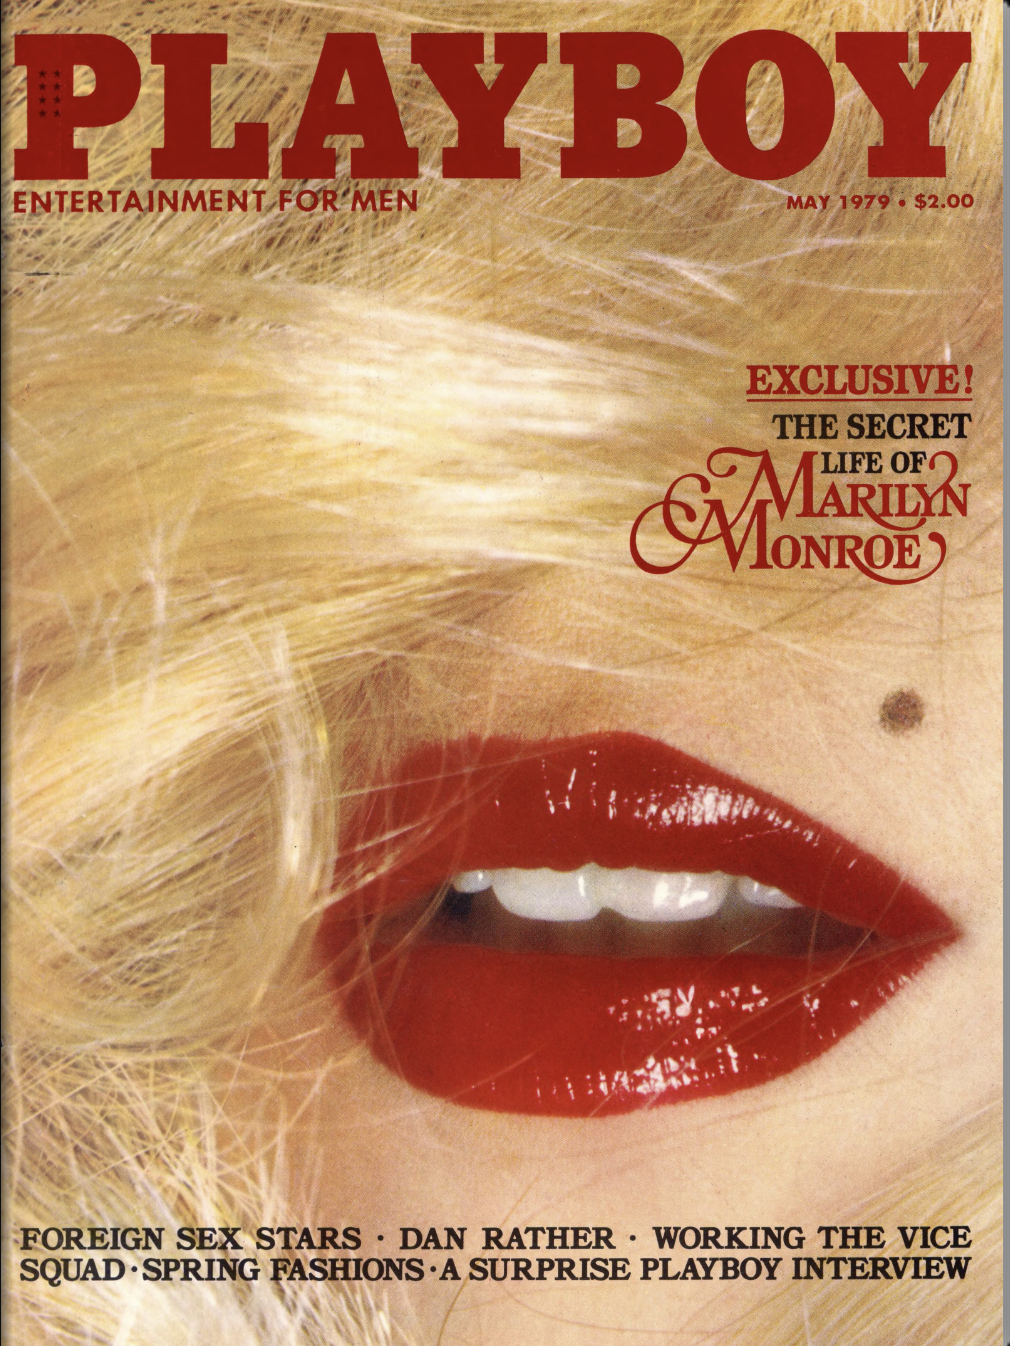 PLAYBOY
ENTERTAINMENT FOR MEN
MAY 1979 • $2.00
EXCLUSIVE!
THE SECRET
LIFE OF
MARILYN
MONROE
FOREIGN SEX STARS · DAN RATHER · WORKING THE VICE
SQUAD · SPRING FASHIONS · A SURPRISE PLAYBOY INTERVIEW